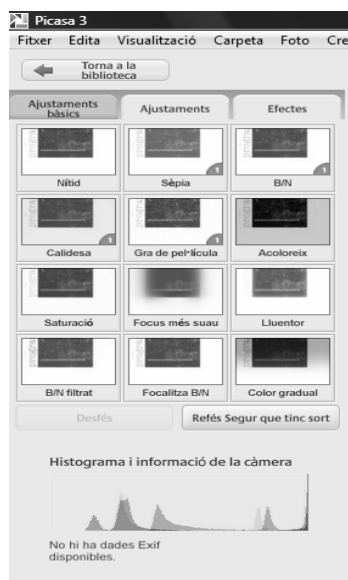 Picasa 3
Fitxer Edita Visualització Carpeta Foto Cre
Torna a la
biblioteca
Ajustaments
bàsics
Ajustaments
Efectes
Nítid
Sèpia
B/N
Calidesa
Gra de pel·lícula
Acoloreix
Saturació
Focus més suau
Lluentor
B/N filtrat
Focalitza B/N
Color gradual
Desfés
Refés Segur que tinc sort
Histograma i informació de la càmera
No hi ha dades Exif
disponibles.